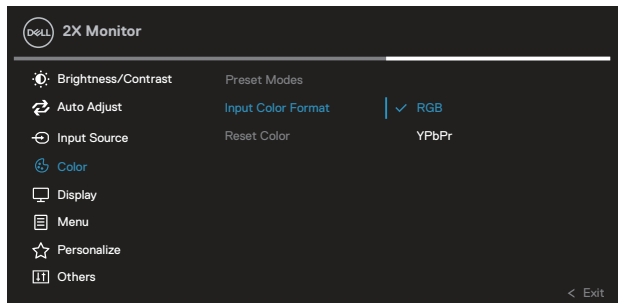 DELL 2X Monitor
Brightness/Contrast Preset Modes
Auto Adjust Input Color Format RGB
Input Source Reset Color YPbPr
Color
Display
Menu
Personalize
Others
< Exit